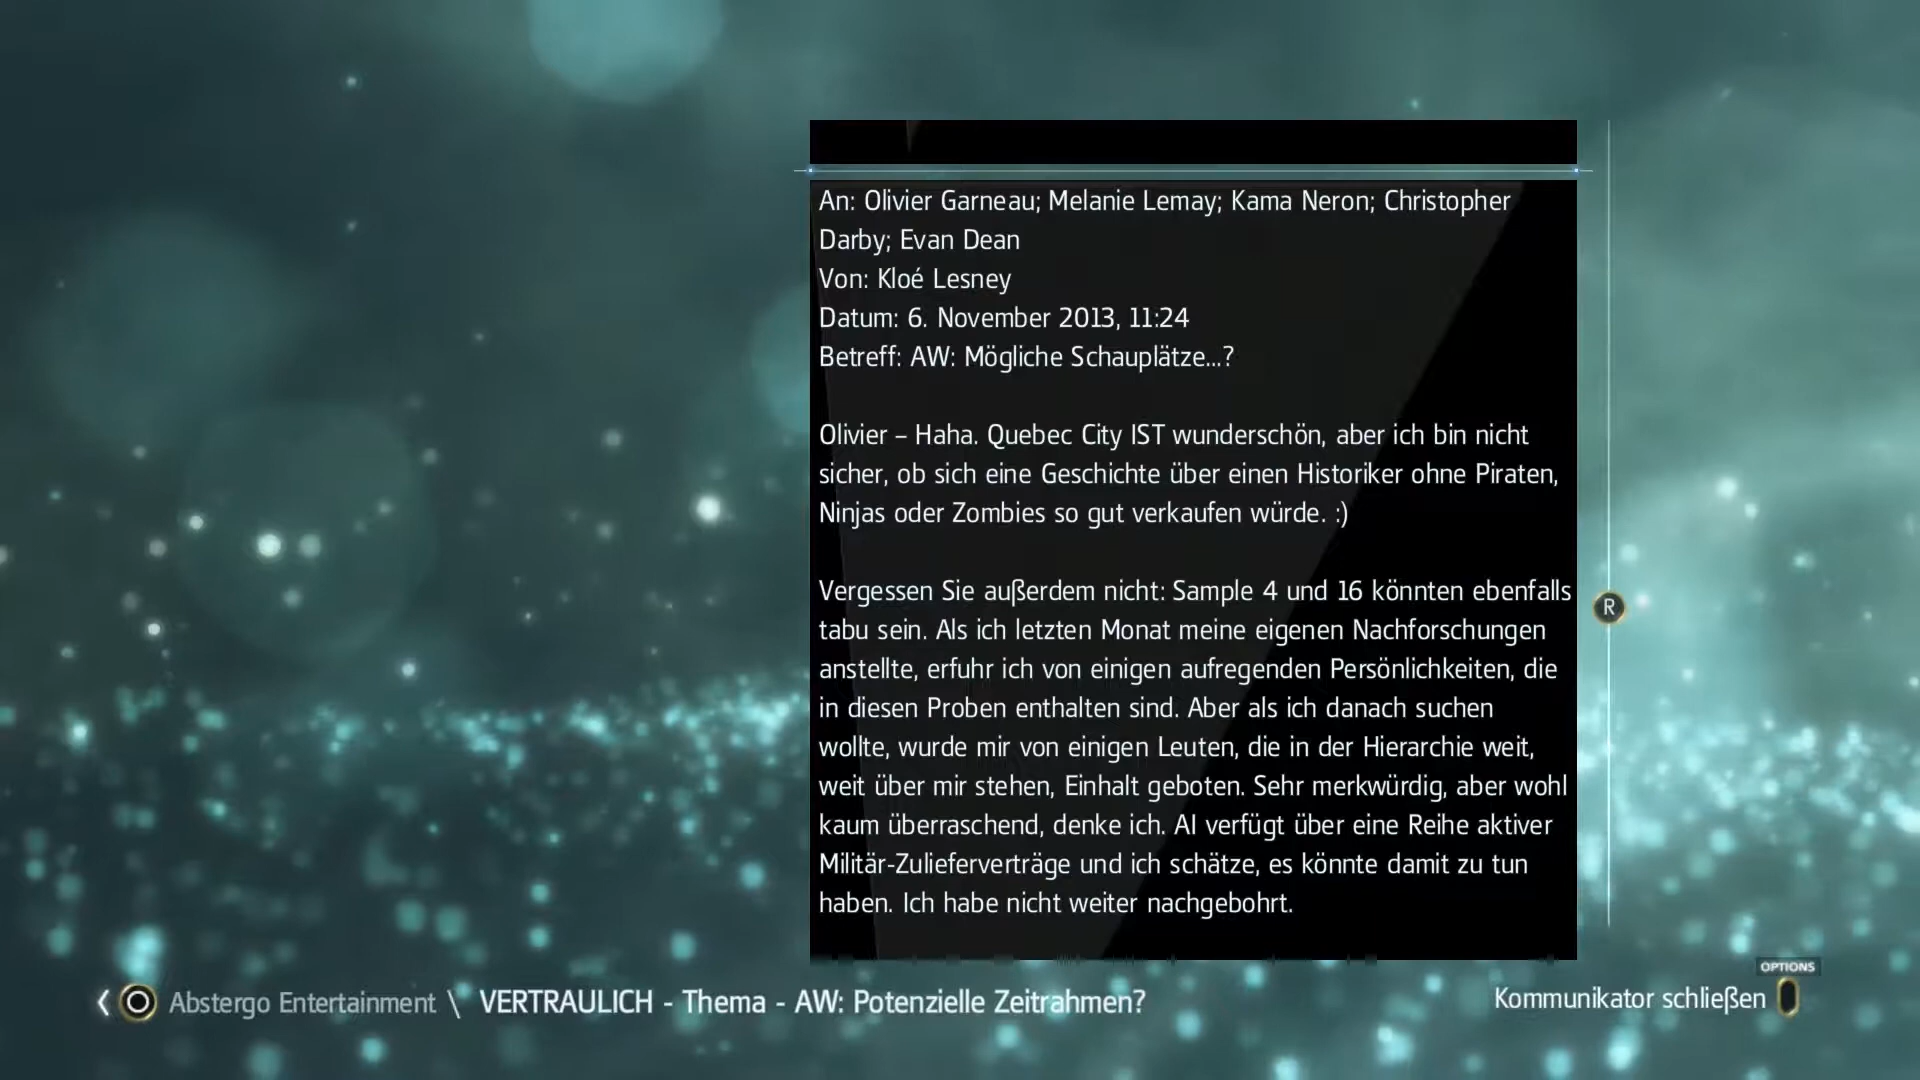 An: Olivier Garneau; Melanie Lemay; Kama Neron; Christopher
Darby; Evan Dean
Von: Kloé Lesney
Datum: 6. November 2013, 11:24
Betreff: AW: Mögliche Schauplätze...?
Olivier – Haha. Quebec City IST wunderschön, aber ich bin nicht
sicher, ob sich eine Geschichte über einen Historiker ohne Piraten,
Ninjas oder Zombies so gut verkaufen würde. :)
Vergessen Sie außerdem nicht: Sample 4 und 16 könnten ebenfalls
tabu sein. Als ich letzten Monat meine eigenen Nachforschungen
anstellte, erfuhr ich von einigen aufregenden Persönlichkeiten, die
in diesen Proben enthalten sind. Aber als ich danach suchen
wollte, wurde mir von einigen Leuten, die in der Hierarchie weit,
weit über mir stehen, Einhalt geboten. Sehr merkwürdig, aber wohl
kaum überraschend, denke ich. AI verfügt über eine Reihe aktiver
Militär-Zulieferverträge und ich schätze, es könnte damit zu tun
haben. Ich habe nicht weiter nachgebohrt.
R
OPTIONS
Abstergo Entertainment \ VERTRAULICH - Thema - AW: Potenzielle Zeitrahmen?
Kommunikator schließen